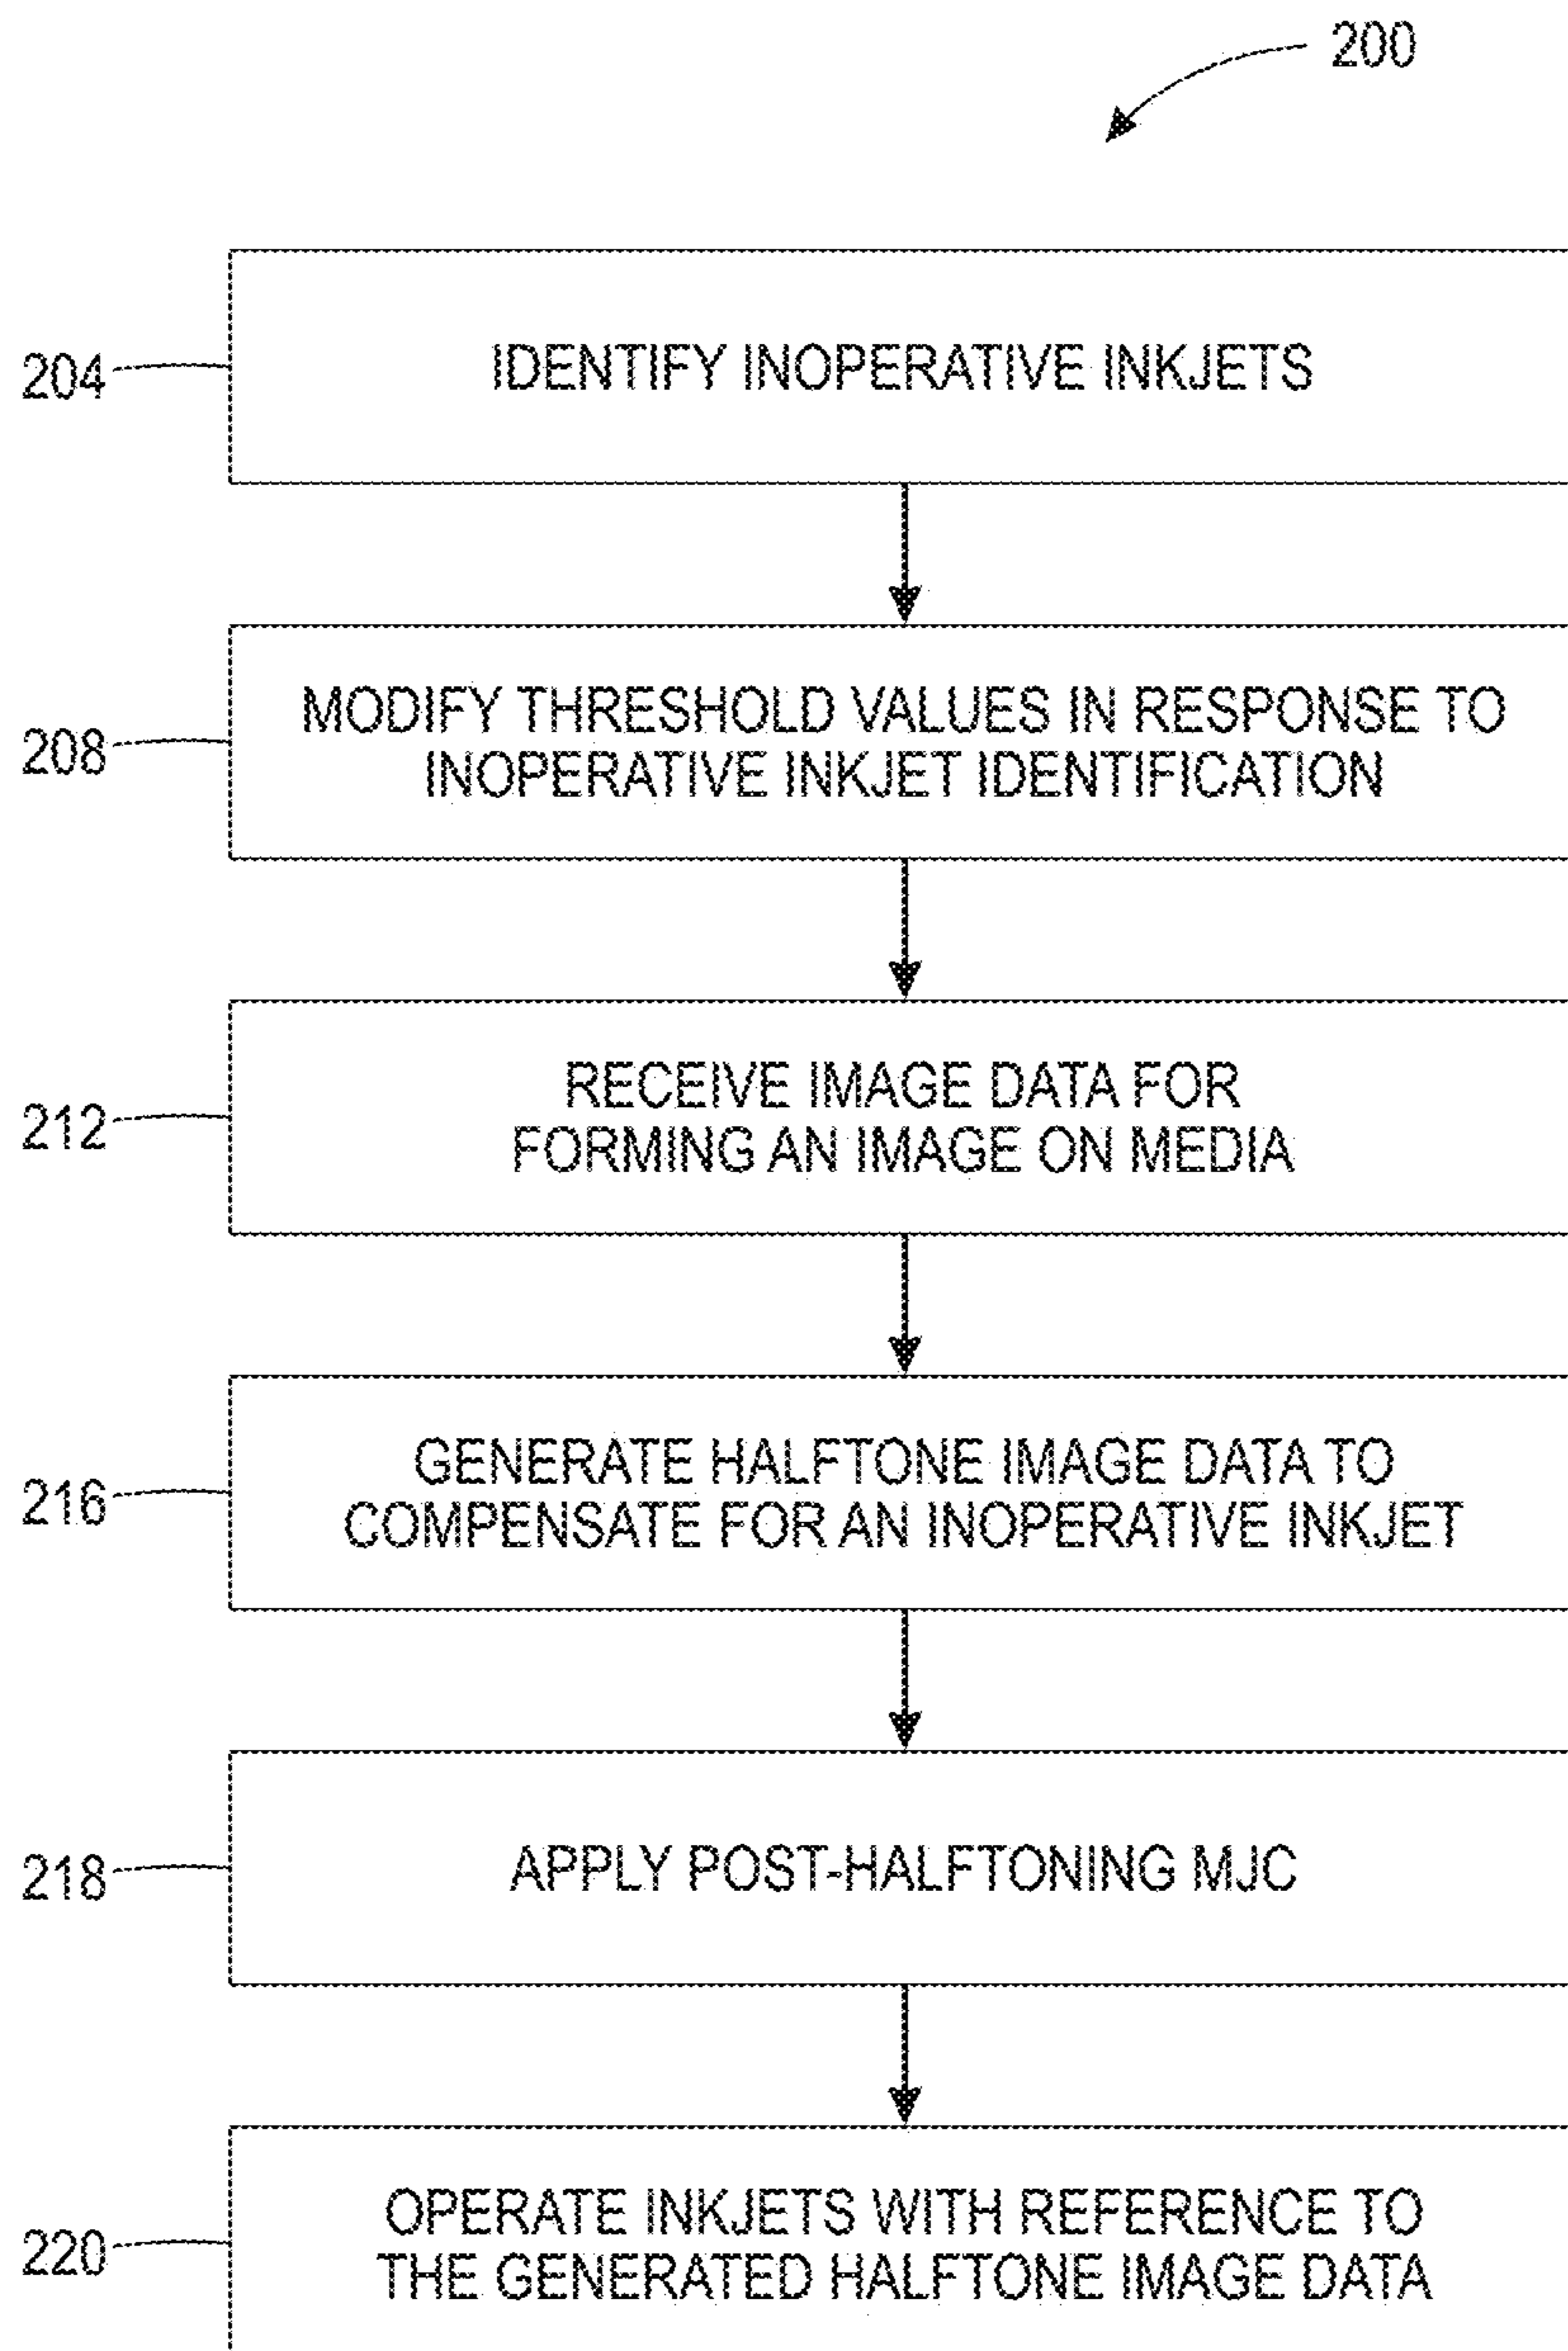 200
204
IDENTIFY INOPERATIVE INKJETS
208
MODIFY THRESHOLD VALUES IN RESPONSE TO
INOPERATIVE INKJET IDENTIFICATION
212
RECEIVE IMAGE DATA FOR
FORMING AN IMAGE ON MEDIA
216
GENERATE HALFTONE IMAGE DATA TO
COMPENSATE FOR AN INOPERATIVE INKJET
218
APPLY POST-HALFTONING MJC
220
OPERATE INKJETS WITH REFERENCE TO
THE GENERATED HALFTONE IMAGE DATA